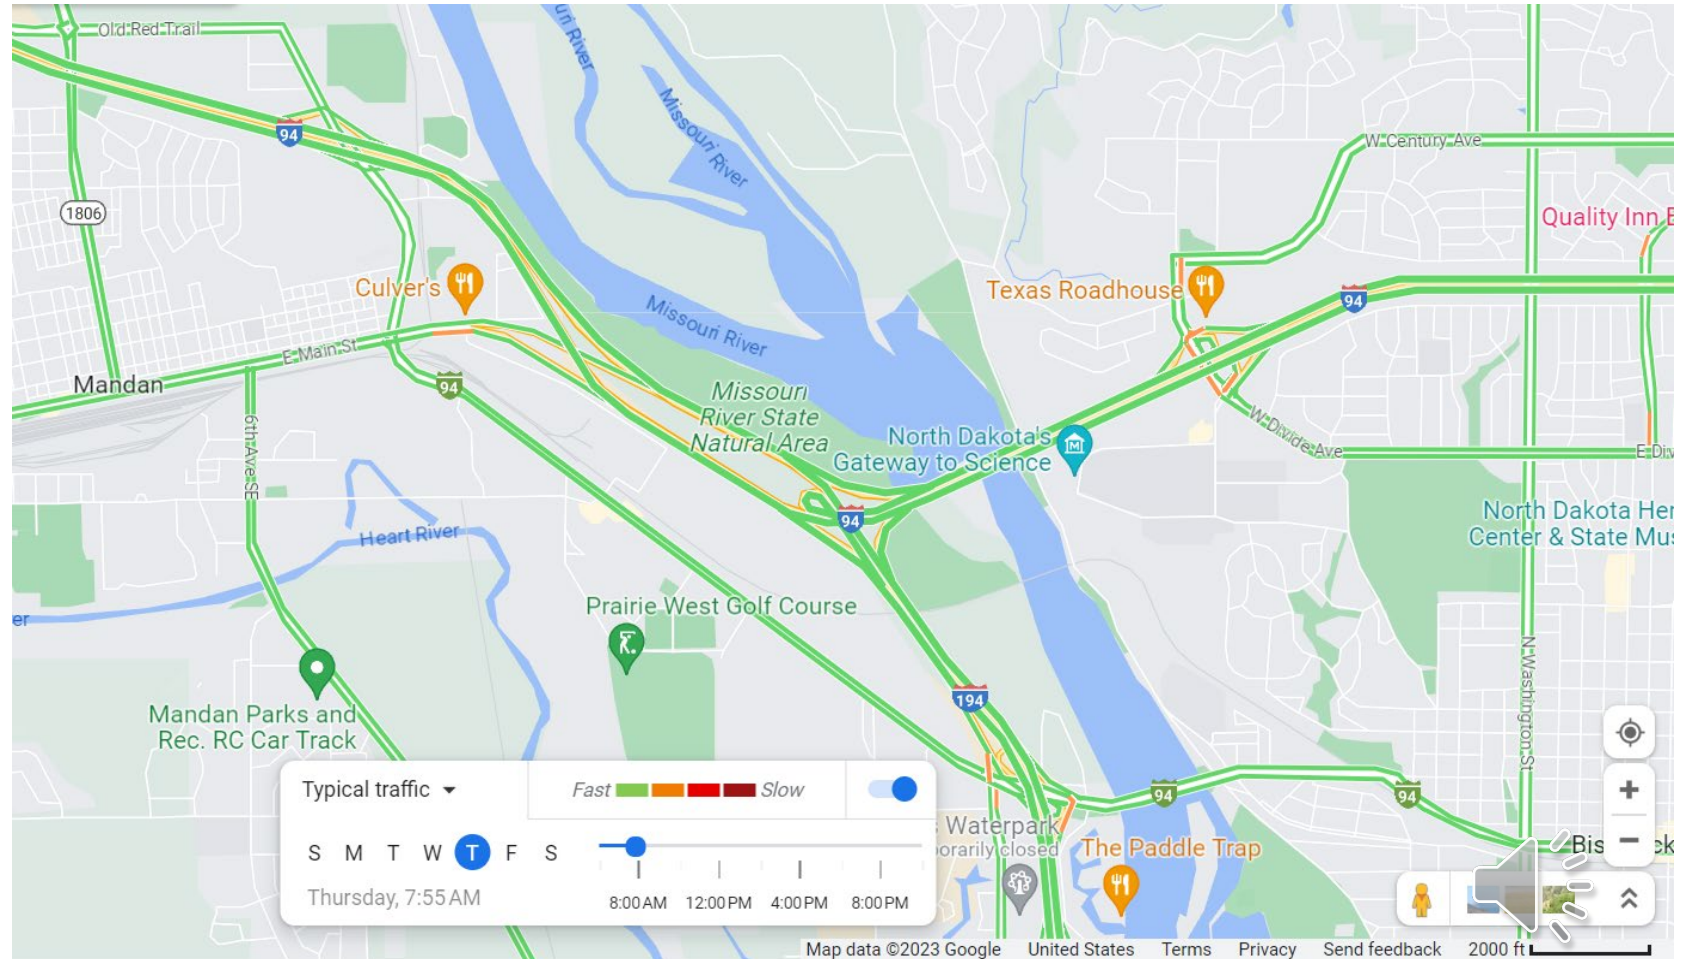 Old Red Trail
uri River
Missouri
River
94
W Century Ave
1806
Quality Inn
Culver's
Texas Roadhouse
94
Missouri River
E Main St
Mandan
94
Missouri
River State
Natural Area
North Dakota's
Gateway to Science
W Divide Ave
6th Ave SE
94
Heart River
er
North Dakota Her
Center & State Mus
Prairie West Golf Course
N Washington St
194
Mandan Parks and
Rec. RC Car Track
94
94
Typical traffic
Fast
Slow
S M T W T F S
Thursday, 7:55 AM
8:00 AM 12:00 PM 4:00 PM 8:00 PM
s Waterpark
porarily closed
The Paddle Trap
Map data ©2023 Google United States Terms Privacy Send feedback 2000 ft